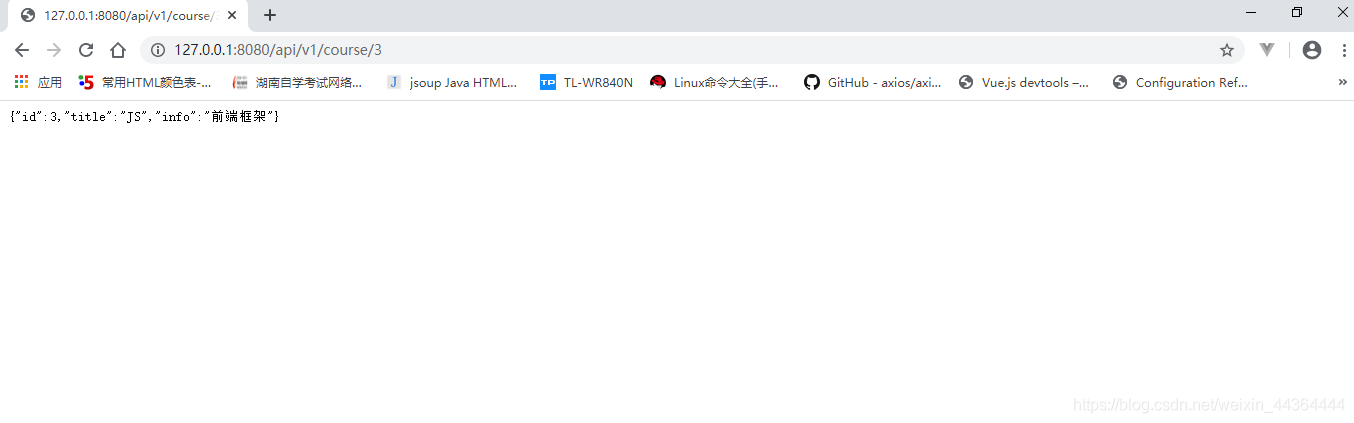 127.0.0.1:8080/api/v1/course/
127.0.0.1:8080/api/v1/course/3
应用 常用HTML颜色表-... 湖南自学考试网络... jsoup Java HTML... TP TL-WR840N Linux命令大全(手... GitHub - axios/axi... Vue.js devtools –... Configuration Ref... »
{"id":3,"title":"JS","info":"前端框架"}
https://blog.csdn.net/weixin_44364444